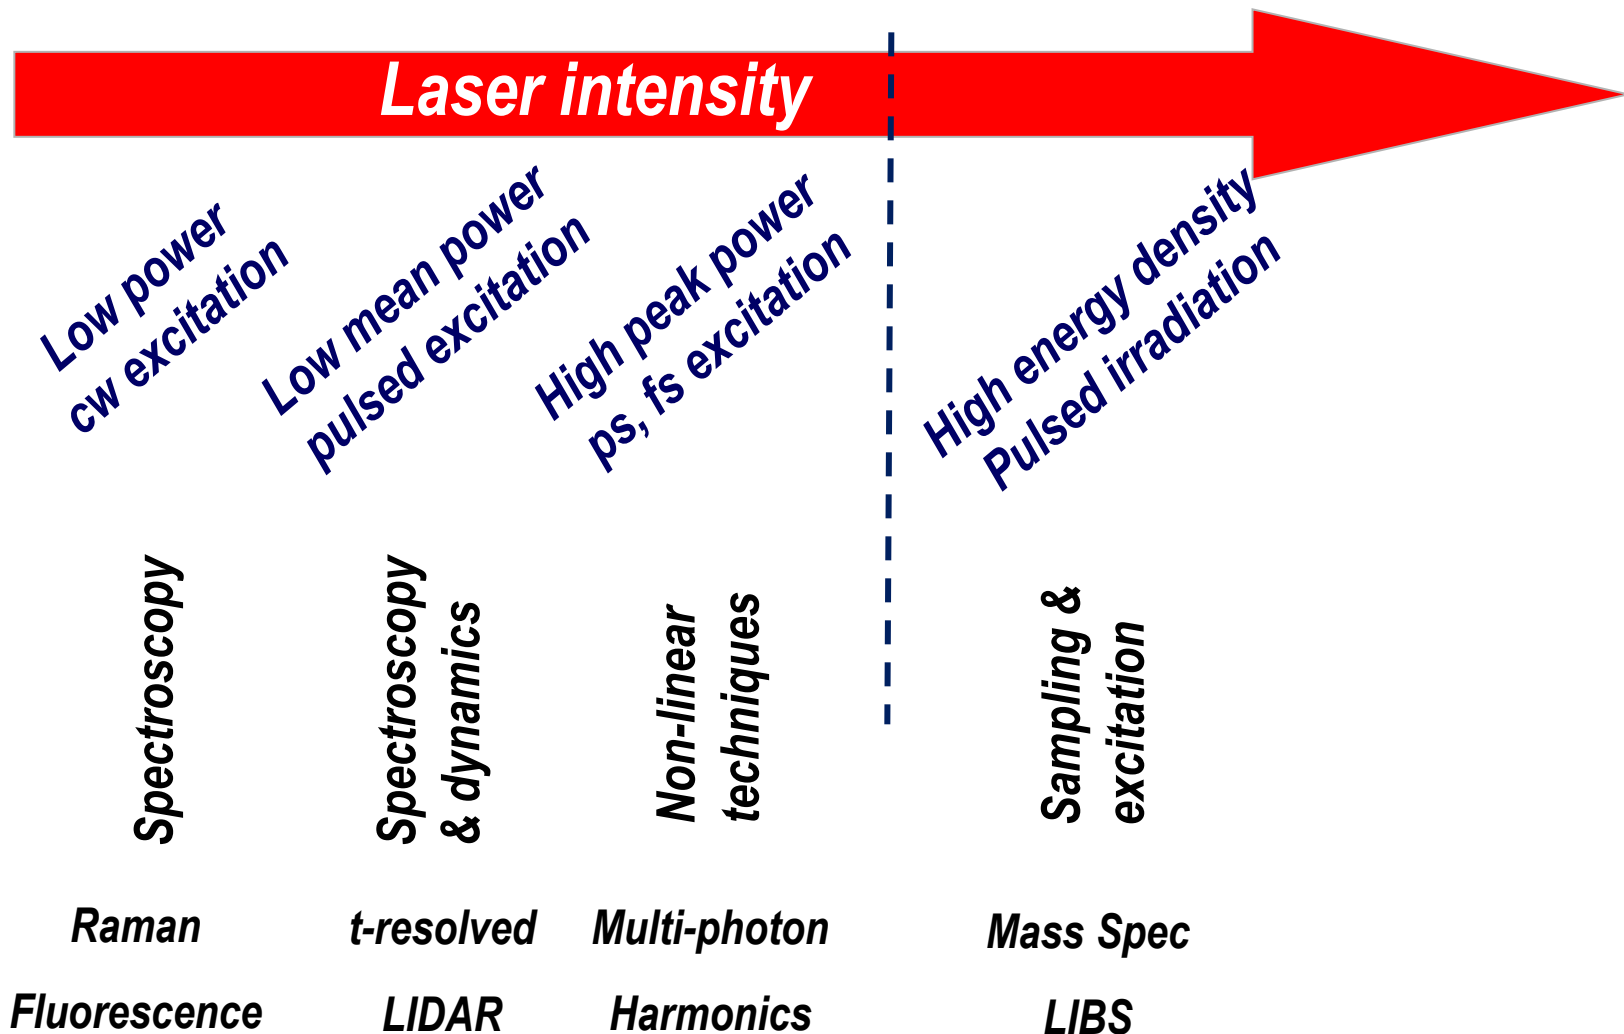 Laser intensity
Low power
cw excitation
Low mean power
pulsed excitation
High peak power
ps, fs excitation
High energy density
Pulsed irradiation
Spectroscopy
Spectroscopy
& dynamics
Non-linear
techniques
Sampling &
excitation
Raman
t-resolved
Multi-photon
Mass Spec
Fluorescence
LIDAR
Harmonics
LIBS